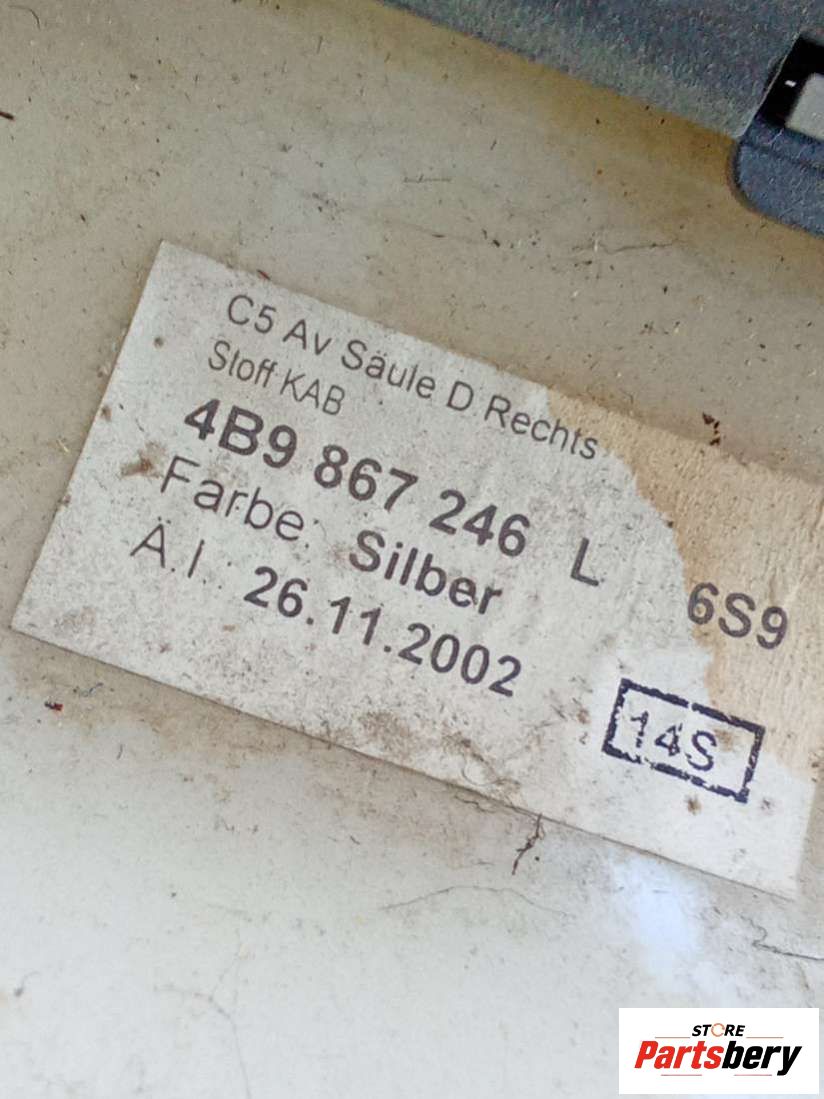 C5 Av Säule D Rechts
Stoff KAB
4B9 867 246 L 6S9
Farbe: Silber
Ä.I.: 26.11.2002
14S
STORE
Partsbery